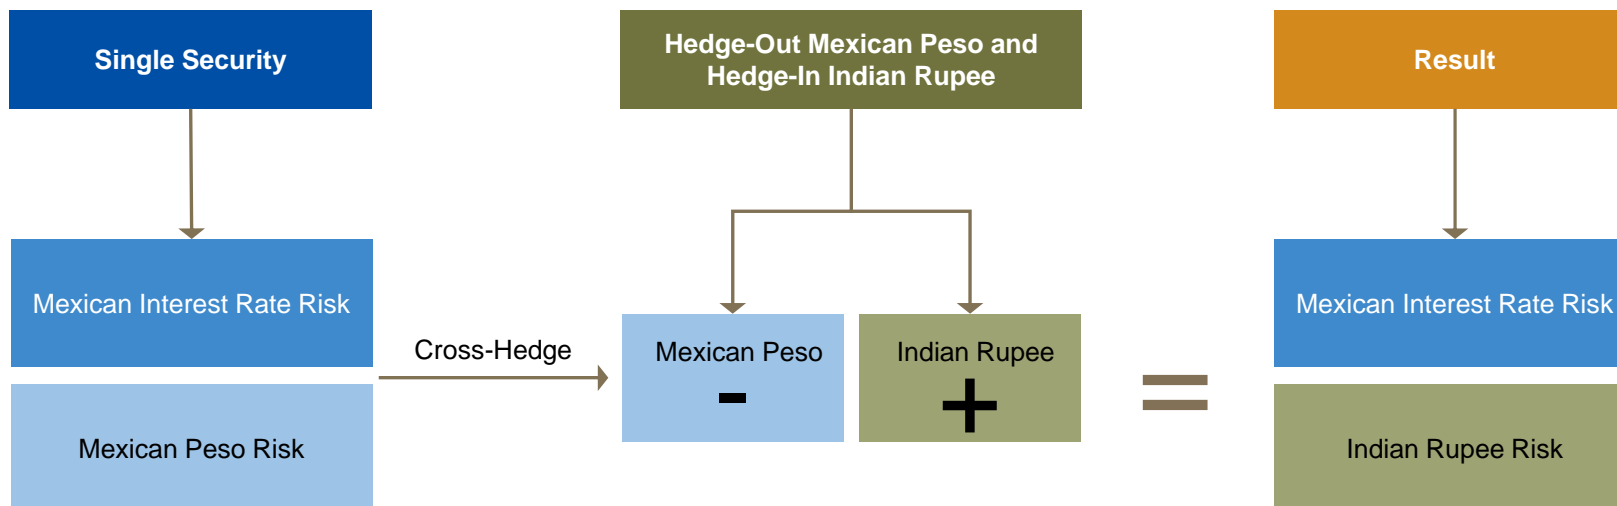 Single Security
Hedge-Out Mexican Peso and
Hedge-In Indian Rupee
Result
Mexican Interest Rate Risk
Mexican Peso Risk
Cross-Hedge
Mexican Peso
-
Indian Rupee
+
=
Mexican Interest Rate Risk
Indian Rupee Risk